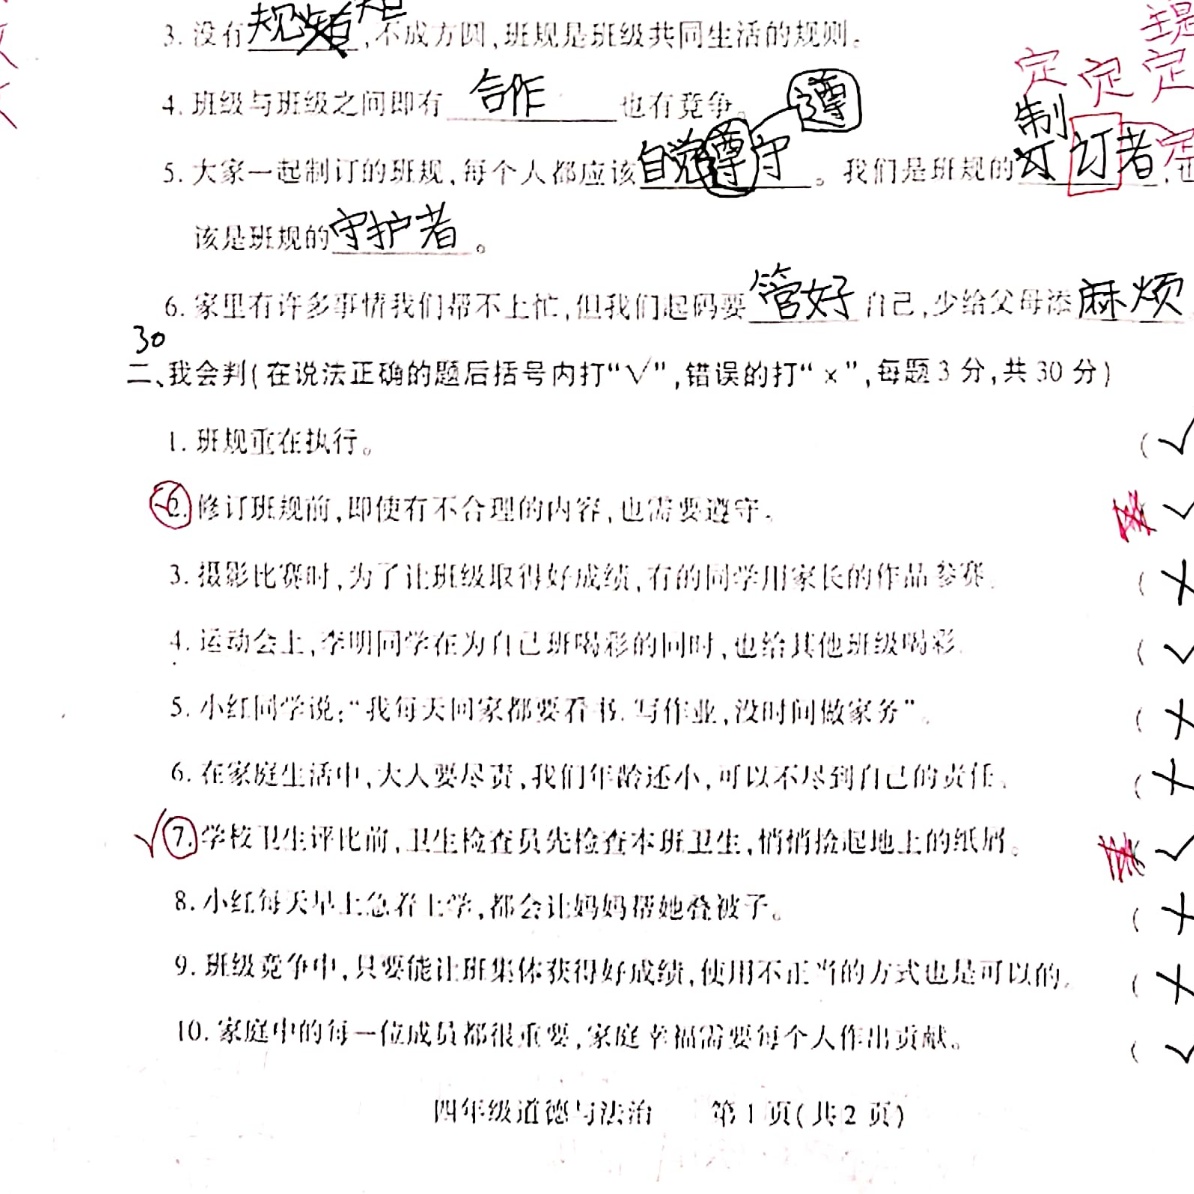 3. 没有规矩,不成方圆,班规是班级共同生活的规则。
定 定 定
4. 班级与班级之间即有 合作 也有竞争。 遵
制
5. 大家一起制订的班规,每个人都应该自觉遵守。我们是班规的订者,也
该是班规的守护者。
6. 家里有许多事情我们帮不上忙,但我们起码要管好自己,少给父母添麻烦
30
二、我会判(在说法正确的题后括号内打“√”,错误的打“×”,每题3分,共30分)
1. 班规重在执行。 (√
2. 修订班规前,即使有不合理的内容,也需要遵守。 √
3. 摄影比赛时,为了让班级取得好成绩,有的同学用家长的作品参赛。 (×
4. 运动会上,李明同学在为自己班喝彩的同时,也给其他班级喝彩。 (√
5. 小红同学说:“我每天回家都要看书、写作业,没时间做家务”。 (×
6. 在家庭生活中,大人要尽责,我们年龄还小,可以不尽到自己的责任。 (×
√ 7. 学校卫生评比前,卫生检查员先检查本班卫生,悄悄捡起地上的纸屑。 √
8. 小红每天早上急着上学,都会让妈妈帮她叠被子。 (×
9. 班级竞争中,只要能让班集体获得好成绩,使用不正当的方式也是可以的。 (×
10. 家庭中的每一位成员都很重要,家庭幸福需要每个人作出贡献。 (√
四年级道德与法治 第1页(共2页)